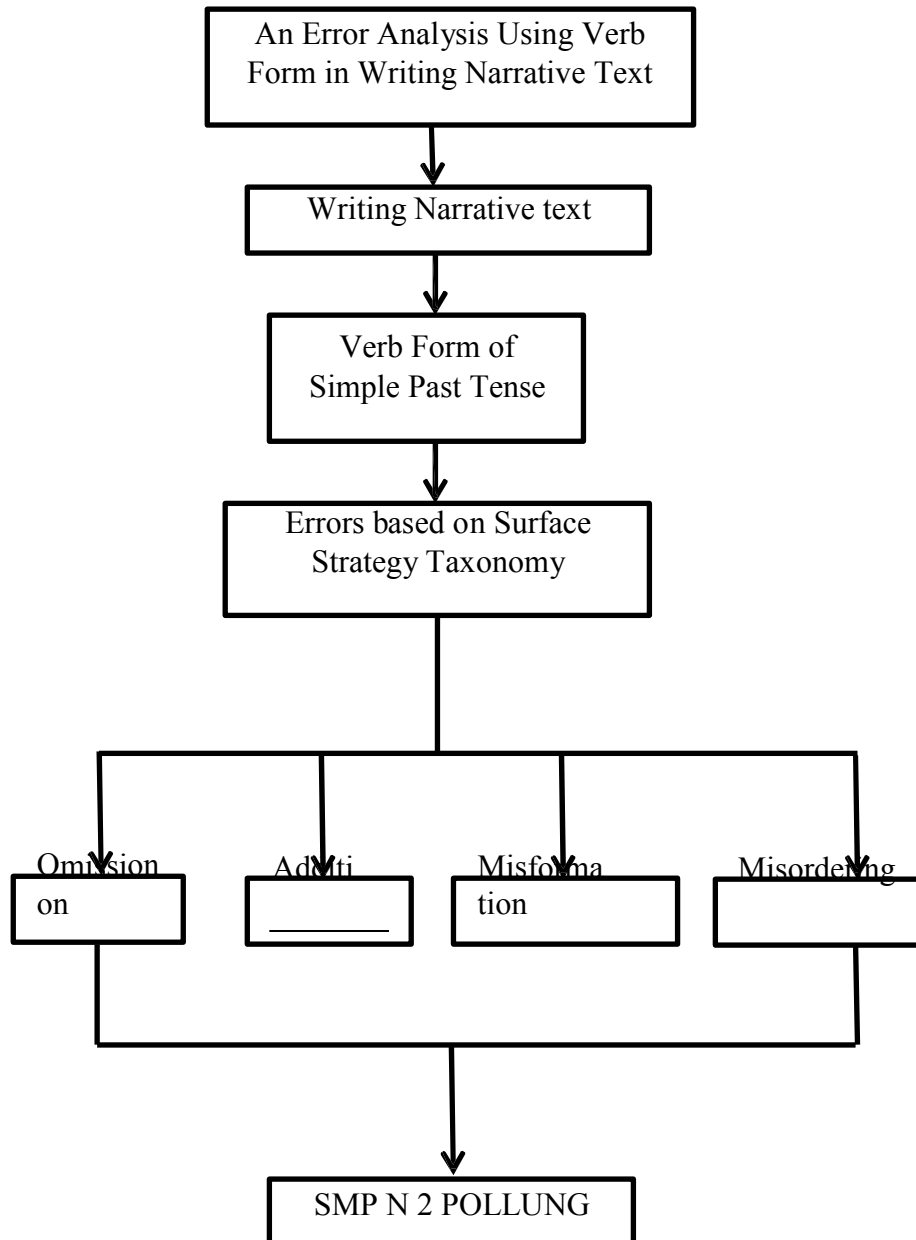 An Error Analysis Using Verb
Form in Writing Narrative Text
Writing Narrative text
Verb Form of
Simple Past Tense
Errors based on Surface
Strategy Taxonomy
Omission Additi Misforma Misordering
on tion
SMP N 2 POLLUNG